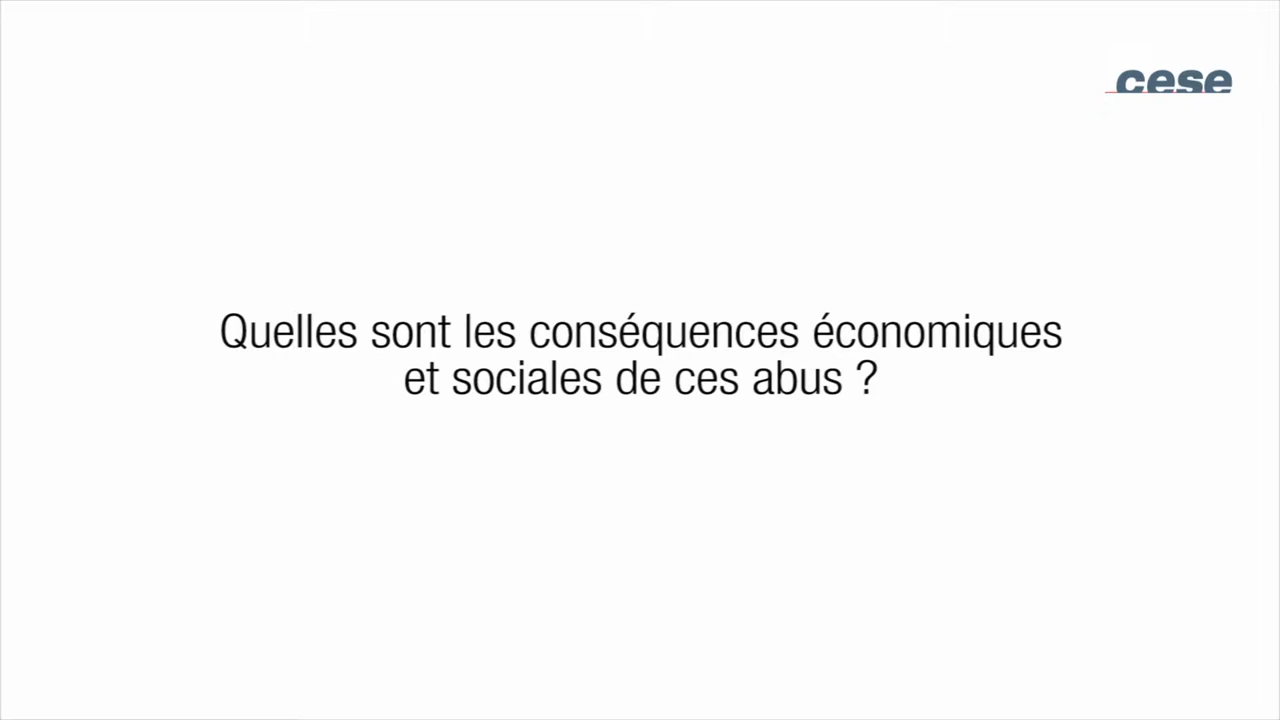 cese
Quelles sont les conséquences économiques
et sociales de ces abus ?